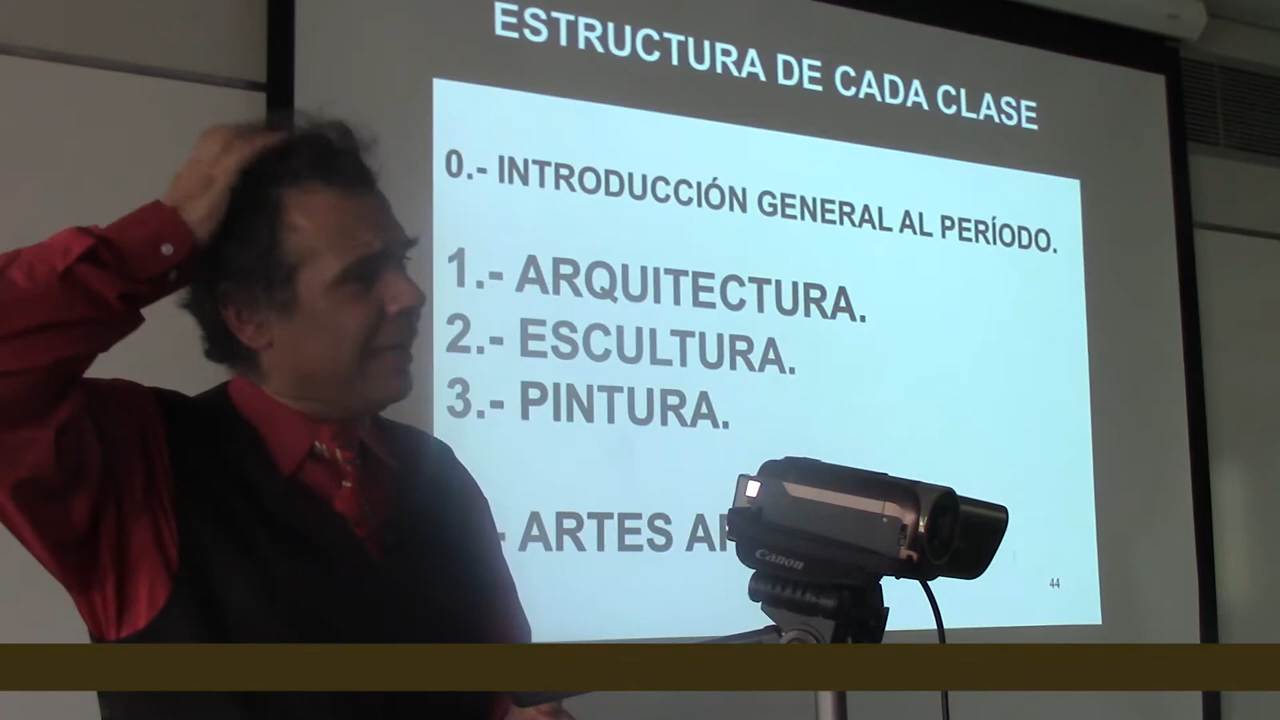 ESTRUCTURA DE CADA CLASE
0.- INTRODUCCIÓN GENERAL AL PERÍODO.
1.- ARQUITECTURA.
2.- ESCULTURA.
3.- PINTURA.
- ARTES
Canon
44